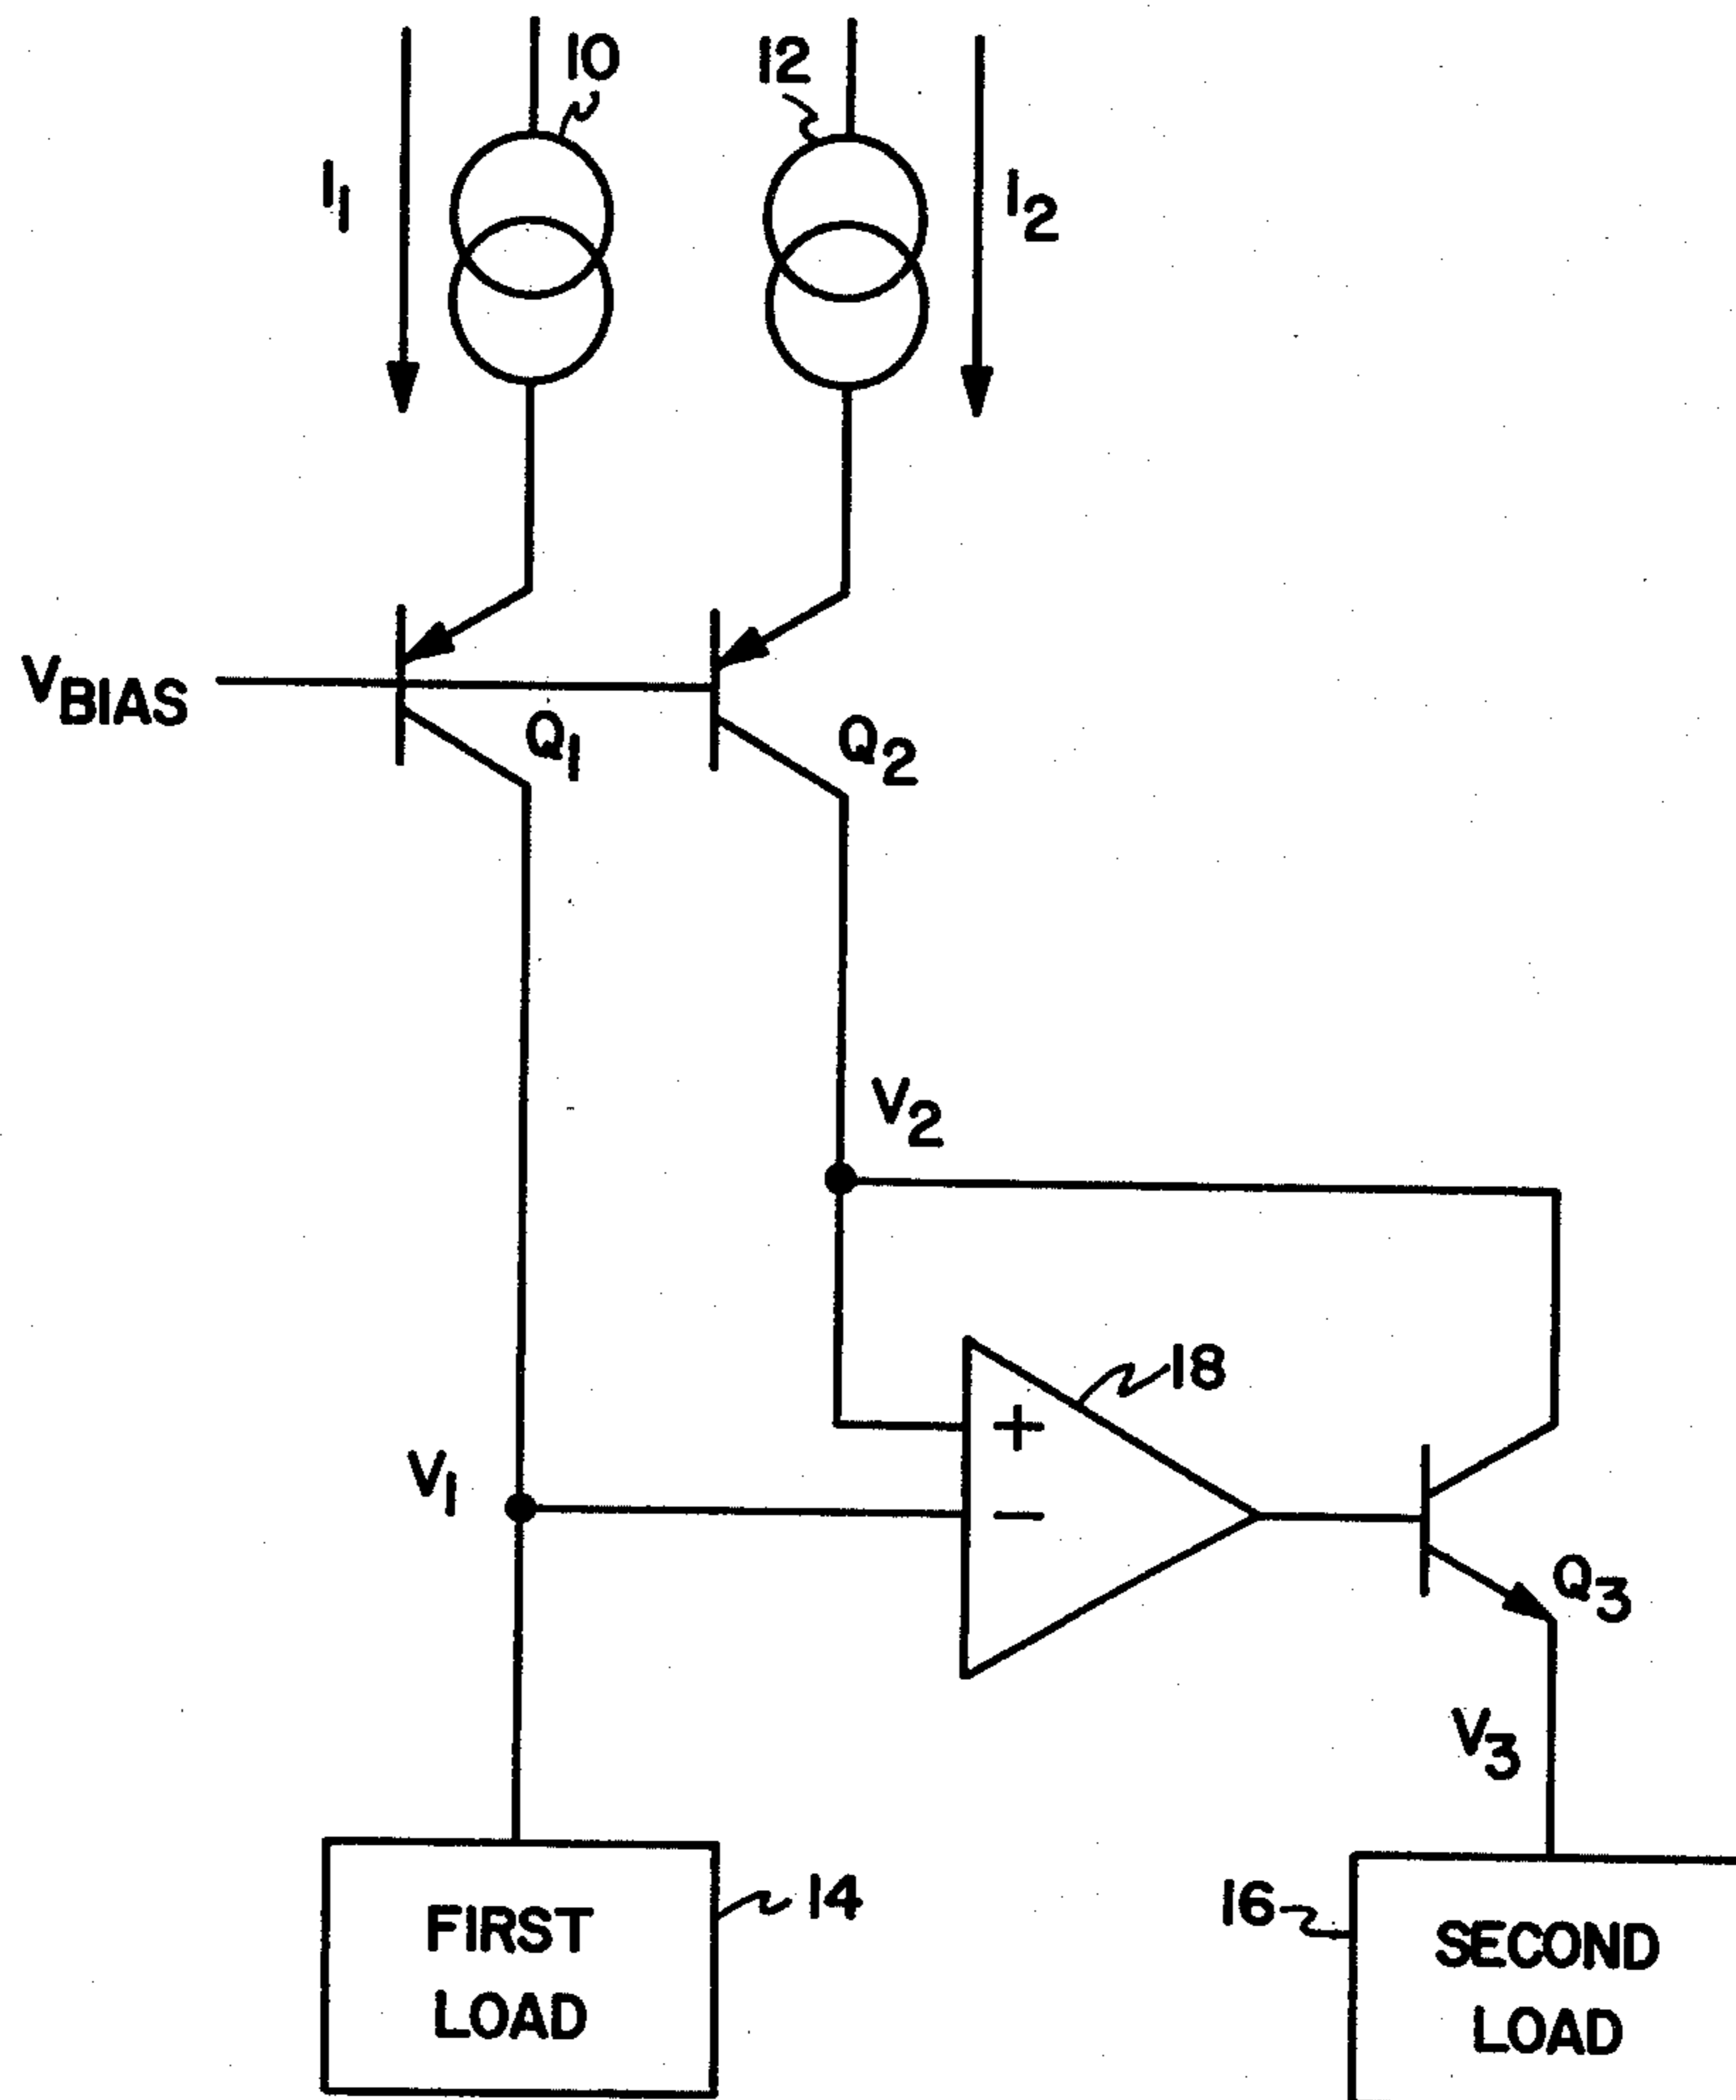 10
12
I1
I2
VBIAS
Q1
Q2
V2
18
+
V1
−
Q3
V3
14
16
FIRST
LOAD
SECOND
LOAD